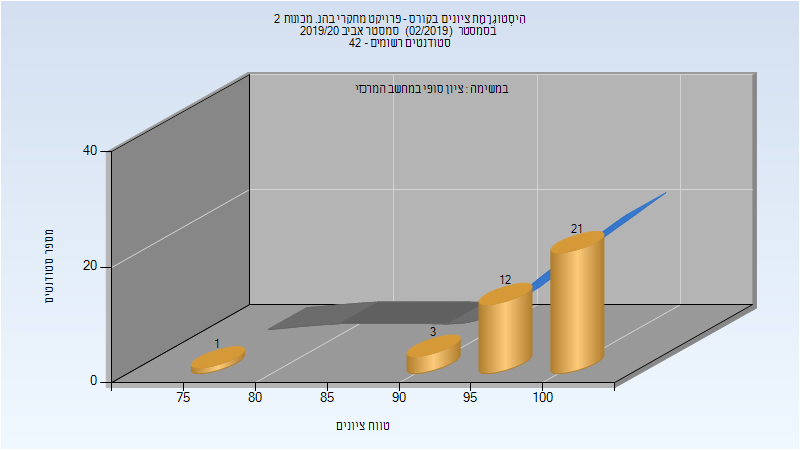 הִיסטוגרָמַת ציונים בקורס - פרויקט מחקרי בהנ. מכונות 2
בסמסטר (02/2019) סמסטר אביב 2019/20
סטודנטים רשומים - 42
במשימה : ציון סופי במחשב המרכזי
40
20
0
מספר סטודנטים
1
3
12
21
75 80 85 90 95 100
טווח ציונים